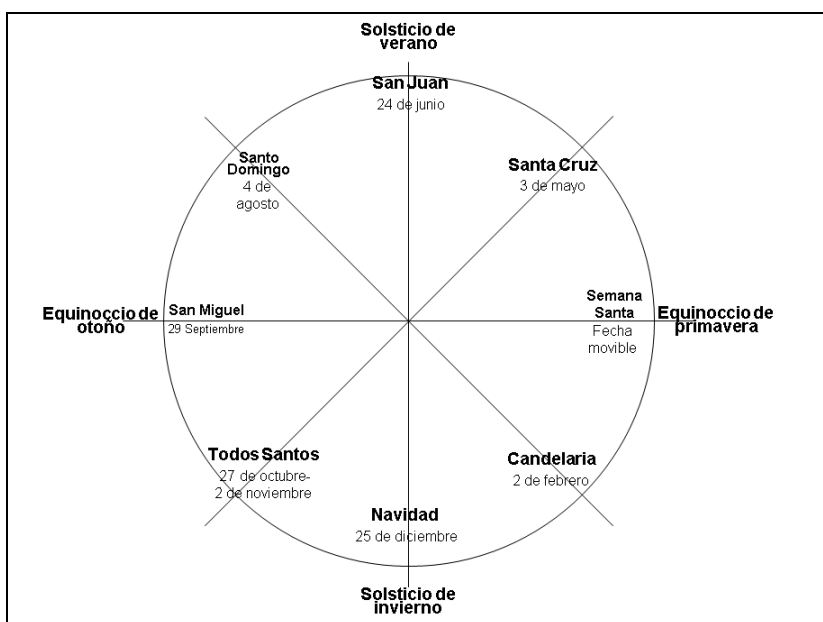 Solsticio de
verano
San Juan
24 de junio
Santo
Domingo
4 de
agosto
Santa Cruz
3 de mayo
Equinoccio de
otoño
San Miguel
29 Septiembre
Semana
Santa
Fecha
movible
Equinoccio de
primavera
Todos Santos
27 de octubre-
2 de noviembre
Candelaria
2 de febrero
Navidad
25 de diciembre
Solsticio de
invierno